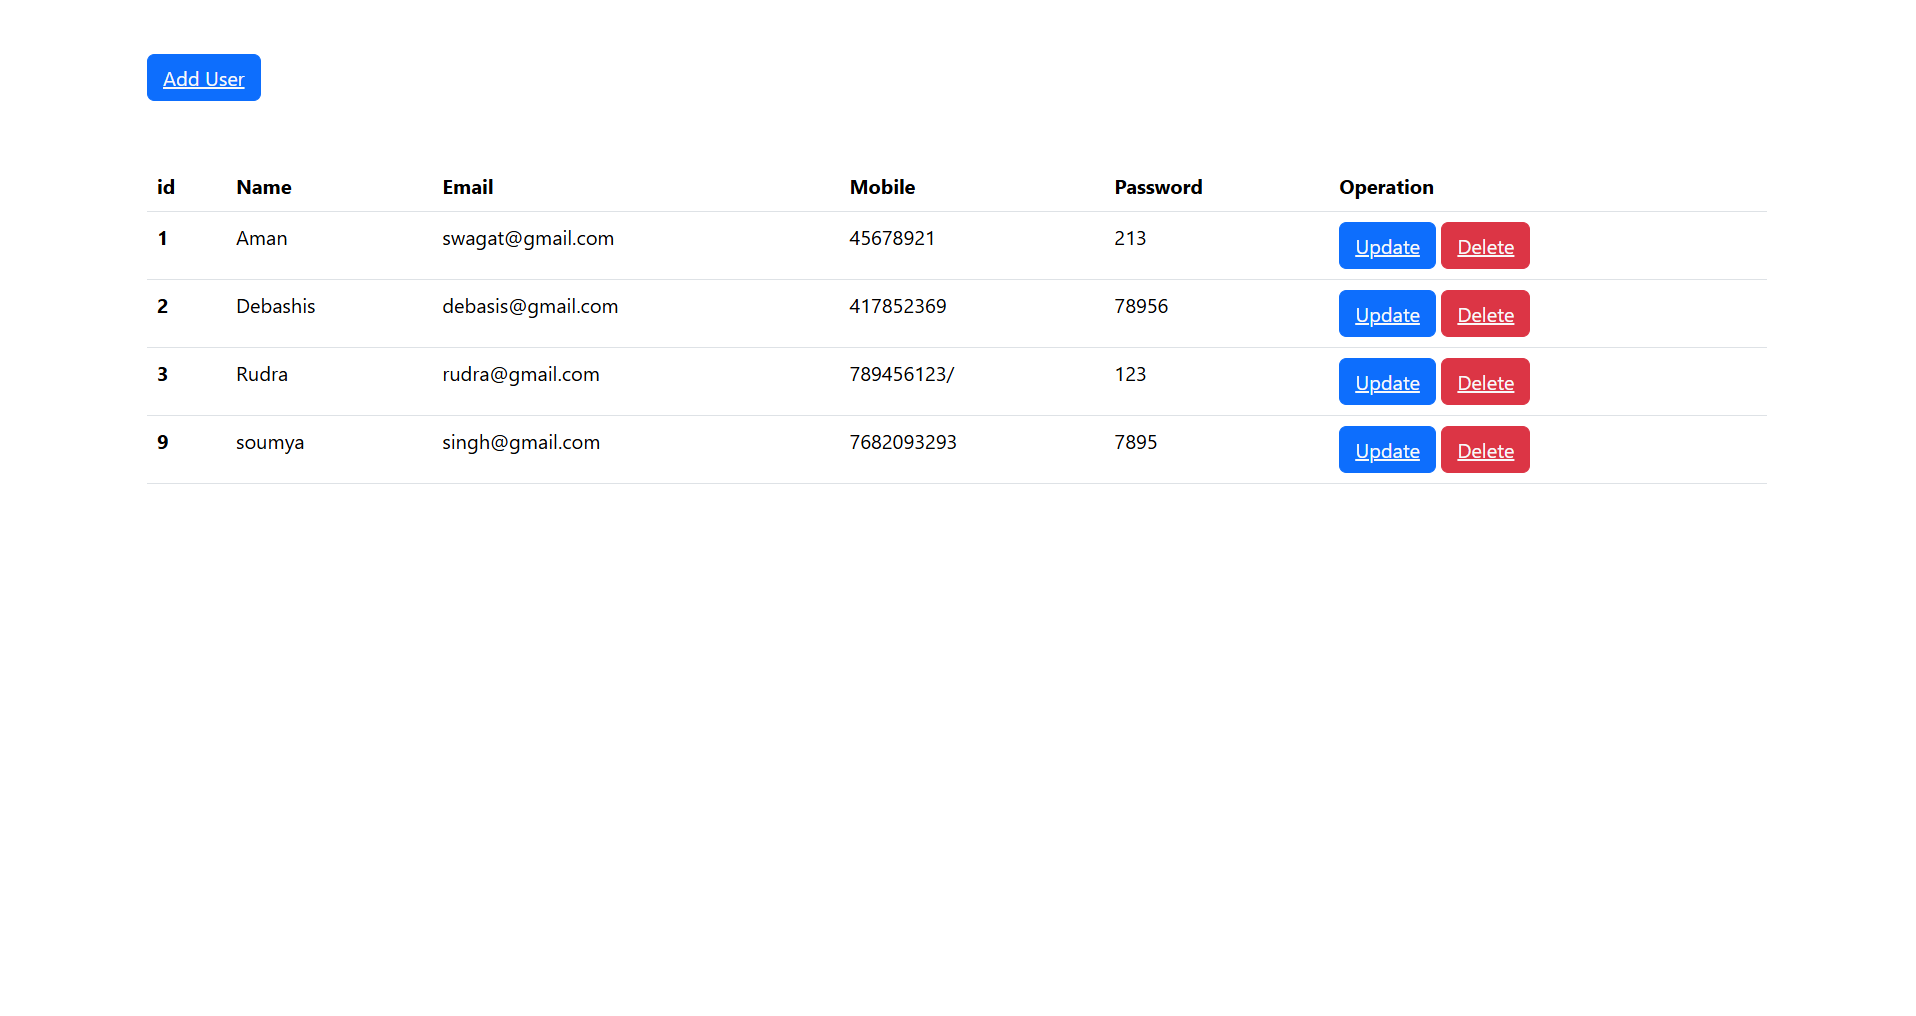 Add User
id Name Email Mobile Password Operation
1 Aman swagat@gmail.com 45678921 213 Update Delete
2 Debashis debasis@gmail.com 417852369 78956 Update Delete
3 Rudra rudra@gmail.com 789456123/ 123 Update Delete
9 soumya singh@gmail.com 7682093293 7895 Update Delete